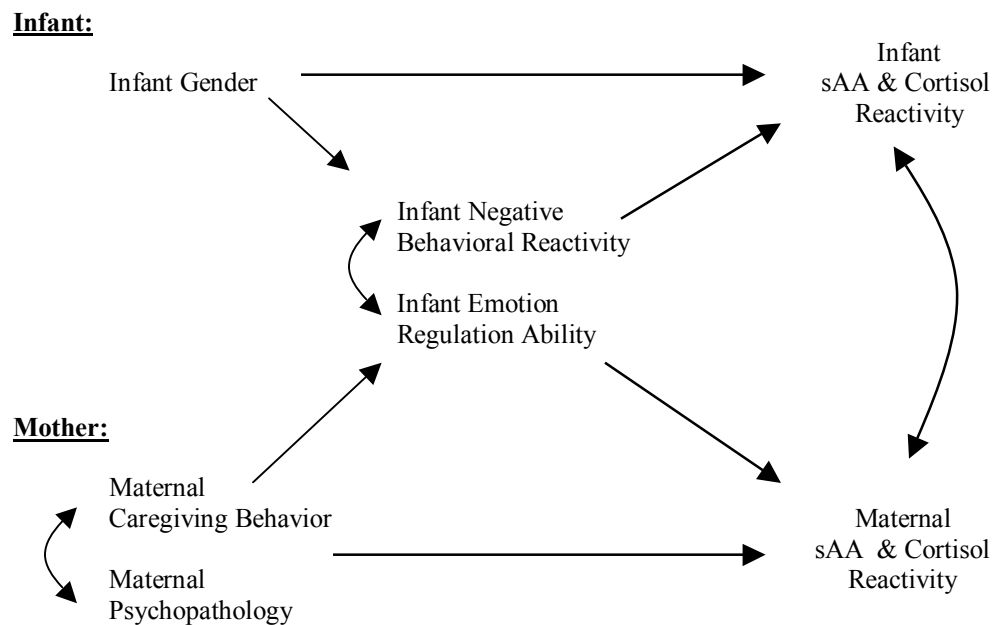 Infant:
Infant Gender
Infant
sAA & Cortisol
Reactivity
Infant Negative
Behavioral Reactivity
Infant Emotion
Regulation Ability
Mother:
Maternal
Caregiving Behavior
Maternal
Psychopathology
Maternal
sAA & Cortisol
Reactivity